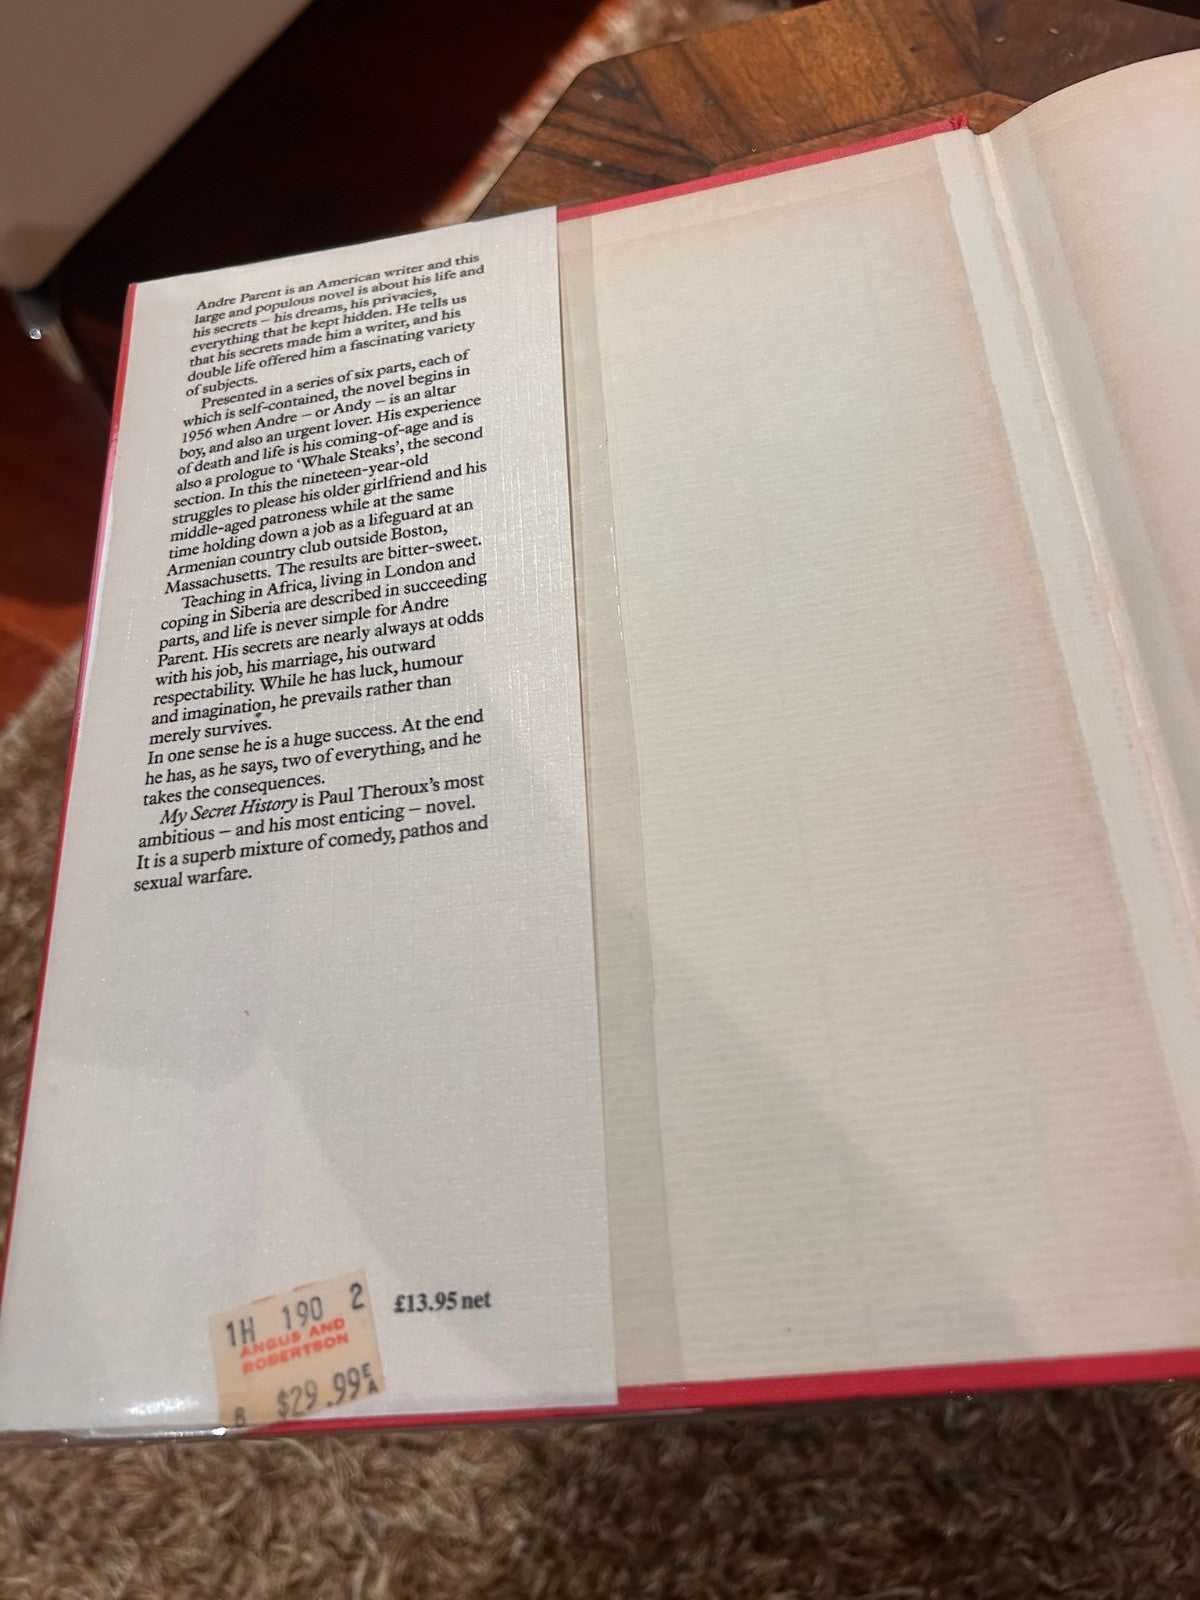 Andre Parent is an American writer and this
large and populous novel is about his life and
his secrets – his dreams, his privacies,
everything that he kept hidden. He tells us
that his secrets made him a writer, and his
double life offered him a fascinating variety
of subjects.
Presented in a series of six parts, each of
which is self-contained, the novel begins in
1956 when Andre – or Andy – is an altar
boy, and also an urgent lover. His experience
of death and life is his coming-of-age and is
also a prologue to ‘Whale Steaks’, the second
section. In this the nineteen-year-old
struggles to please his older girlfriend and his
middle-aged patroness while at the same
time holding down a job as a lifeguard at an
Armenian country club outside Boston,
Massachusetts. The results are bitter-sweet.
Teaching in Africa, living in London and
coping in Siberia are described in succeeding
parts, and life is never simple for Andre
Parent. His secrets are nearly always at odds
with his job, his marriage, his outward
respectability. While he has luck, humour
and imagination, he prevails rather than
merely survives.
In one sense he is a huge success. At the end
he has, as he says, two of everything, and he
takes the consequences.
My Secret History is Paul Theroux’s most
ambitious – and his most enticing – novel.
It is a superb mixture of comedy, pathos and
sexual warfare.
£13.95 net
1H 190 2
ANGUS AND
ROBERTSON
8 $29.99 EA